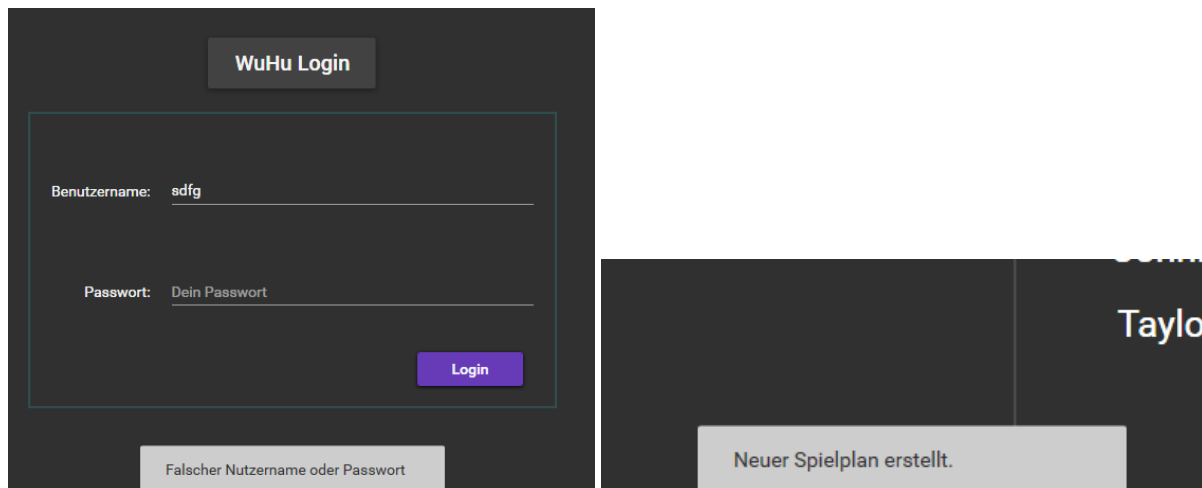 WuHu Login
Benutzername: sdfg
Passwort: Dein Passwort
Login
Falscher Nutzername oder Passwort
Taylo
Neuer Spielplan erstellt.